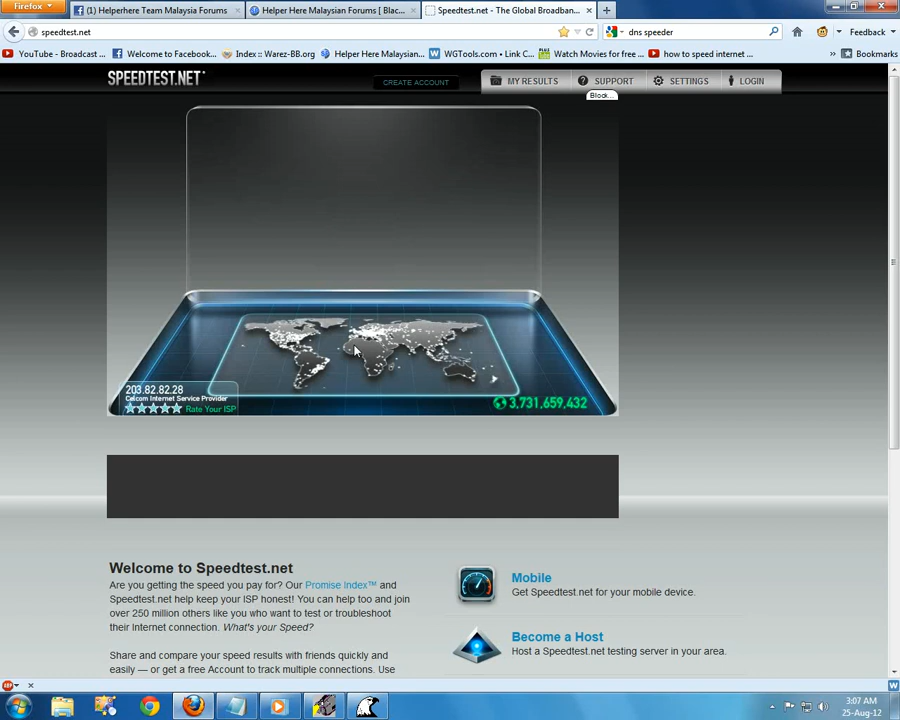 Firefox
(1) Helperhere Team Malaysia Forums
Helper Here Malaysian Forums [ Blac...
Speedtest.net - The Global Broadban...
speedtest.net
dns speeder
Feedback
YouTube - Broadcast ...
Welcome to Facebook...
Index :: Warez-BB.org
Helper Here Malaysian...
WGTools.com • Link C...
Watch Movies for free ...
how to speed internet ...
»
Bookmarks
SPEEDTEST.NET
CREATE ACCOUNT
MY RESULTS
SUPPORT
SETTINGS
LOGIN
Block...
203.82.82.28
Celcom Internet Service Provider
Rate Your ISP
3,731,659,432
Welcome to Speedtest.net
Are you getting the speed you pay for? Our Promise Index™ and
Speedtest.net help keep your ISP honest! You can help too and join
over 250 million others like you who want to test or troubleshoot
their Internet connection. What's your Speed?
Share and compare your speed results with friends quickly and
easily — or get a free Account to track multiple connections. Use
Mobile
Get Speedtest.net for your mobile device.
Become a Host
Host a Speedtest.net testing server in your area.
ABP
3:07 AM
25-Aug-12